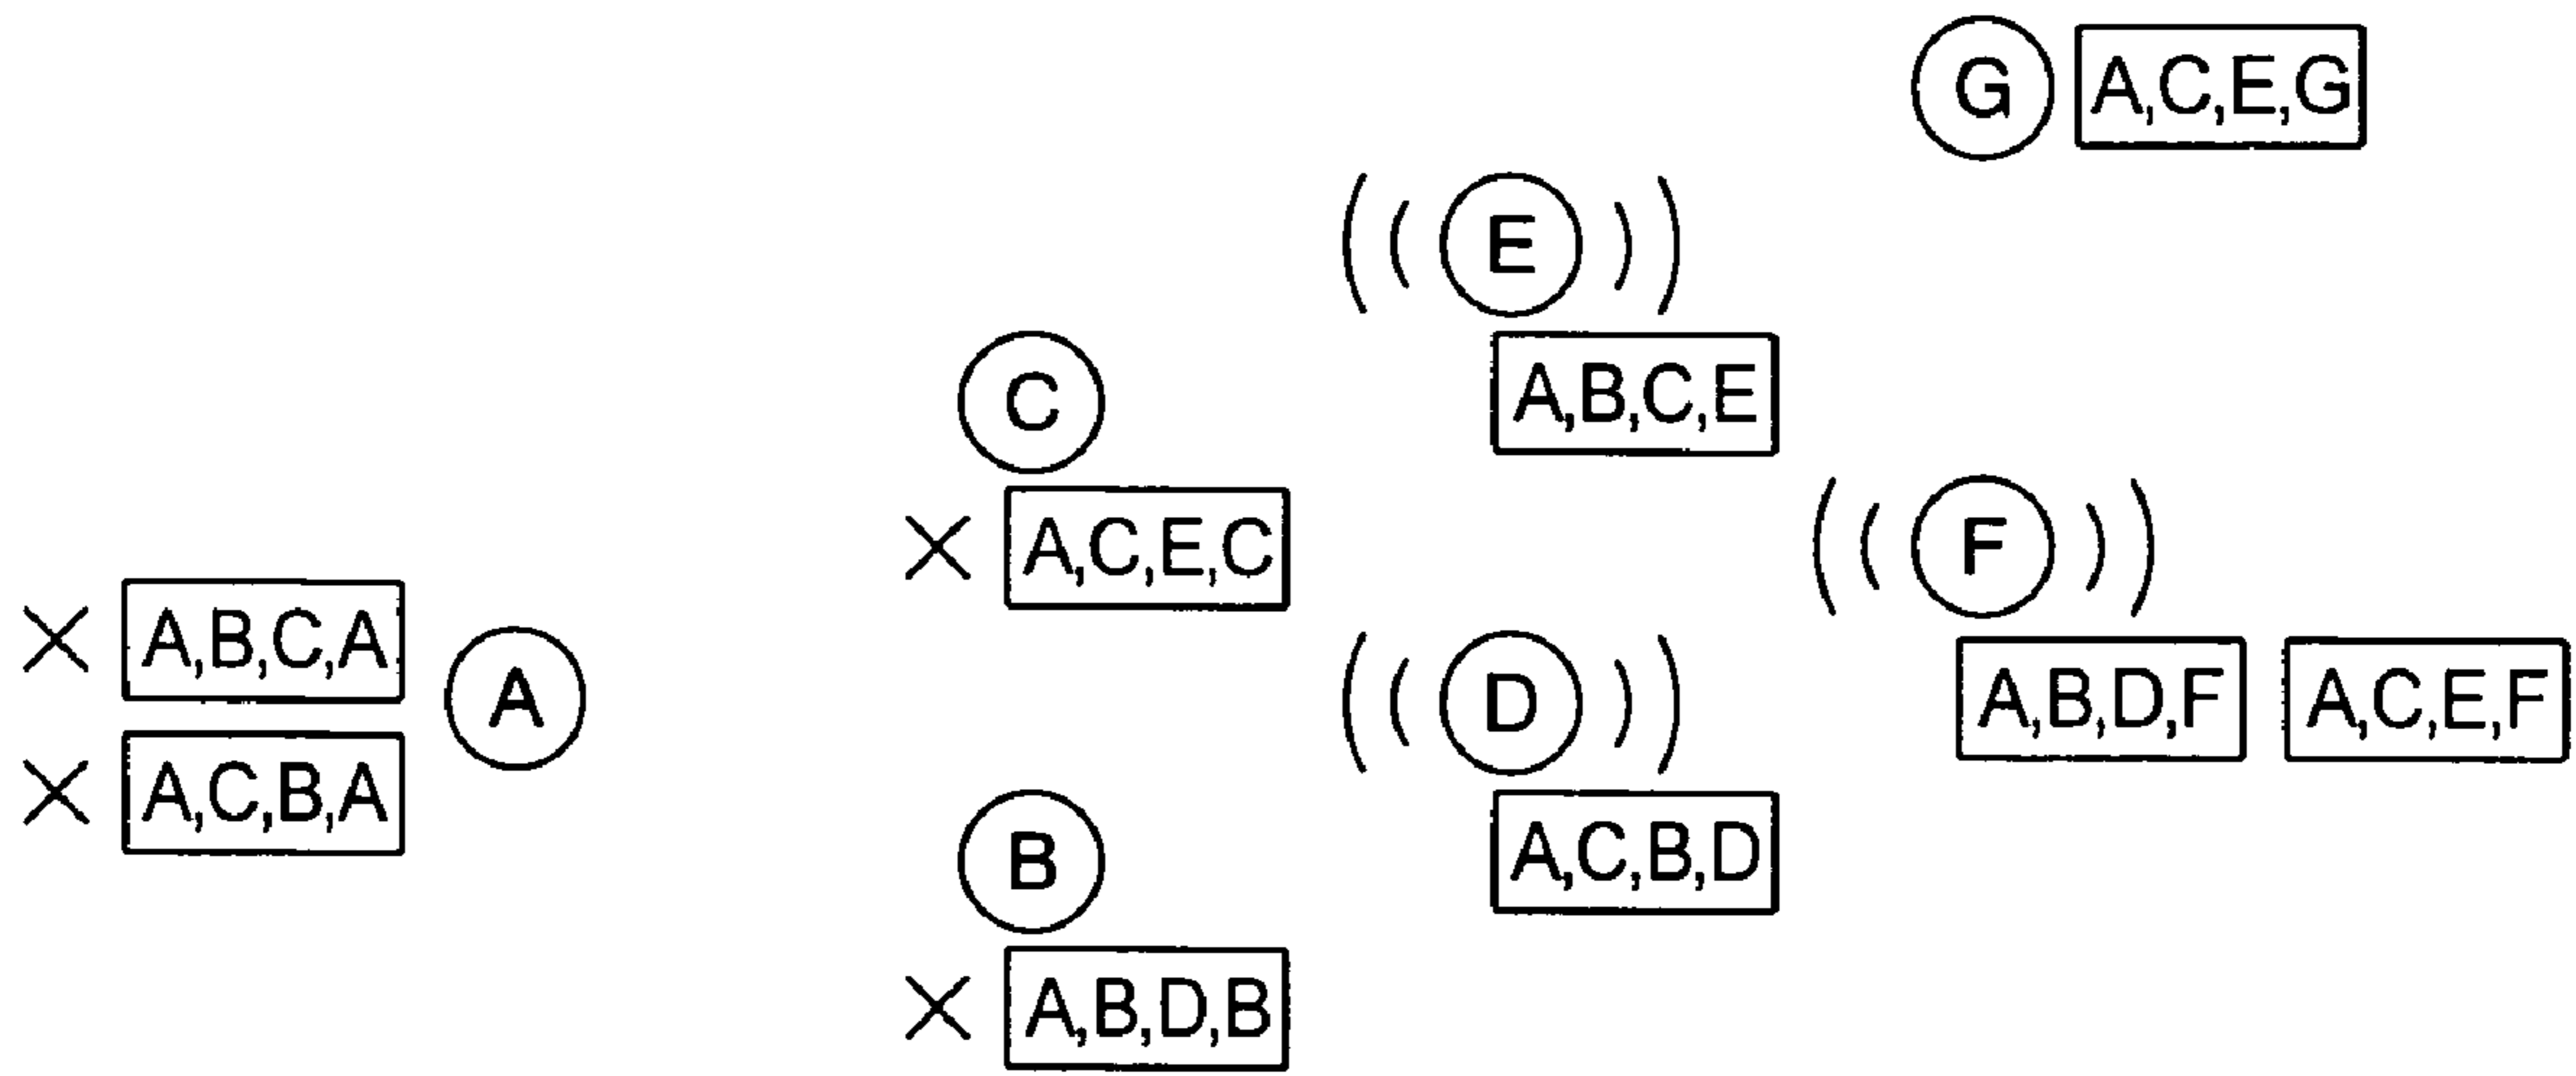 G A,C,E,G
E
A,B,C,E
C
A,C,E,C
F
A,B,D,F A,C,E,F
A,B,C,A
A
A,C,B,A
D
A,C,B,D
B
A,B,D,B